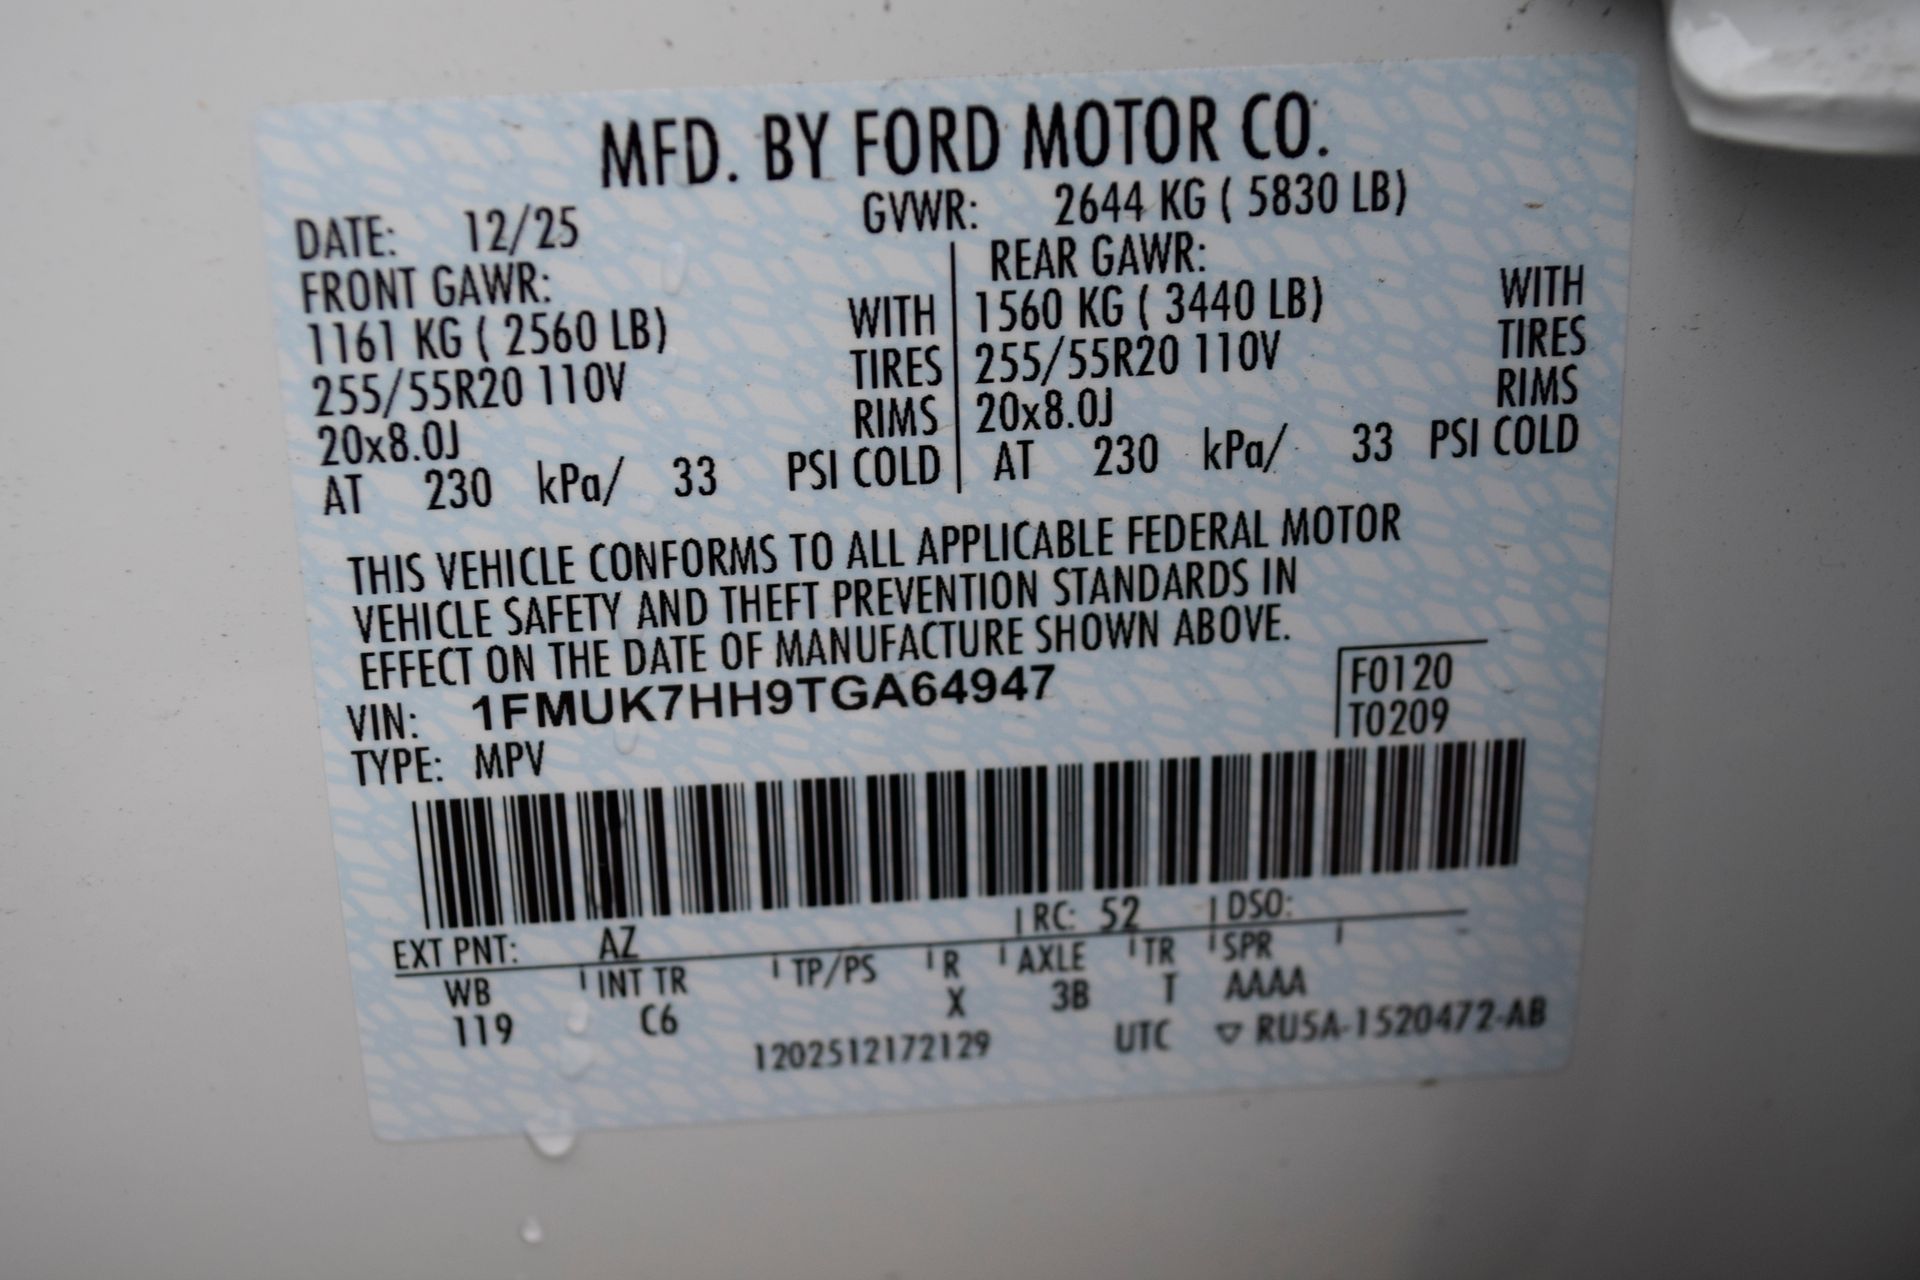 MFD. BY FORD MOTOR CO.
DATE: 12/25 GVWR: 2644 KG ( 5830 LB)
FRONT GAWR: REAR GAWR:
1161 KG ( 2560 LB) WITH 1560 KG ( 3440 LB) WITH
255/55R20 110V TIRES 255/55R20 110V TIRES
20x8.0J RIMS 20x8.0J RIMS
AT 230 kPa/ 33 PSI COLD AT 230 kPa/ 33 PSI COLD
THIS VEHICLE CONFORMS TO ALL APPLICABLE FEDERAL MOTOR
VEHICLE SAFETY AND THEFT PREVENTION STANDARDS IN
EFFECT ON THE DATE OF MANUFACTURE SHOWN ABOVE.
VIN: 1FMUK7HH9TGA64947 F0120
TYPE: MPV T0209
EXT PNT: AZ RC: 52 DSO:
WB INT TR TP/PS R AXLE TR SPR
119 C6 X 3B T AAAA
1202512172129 UTC ▽ RU5A-1520472-AB